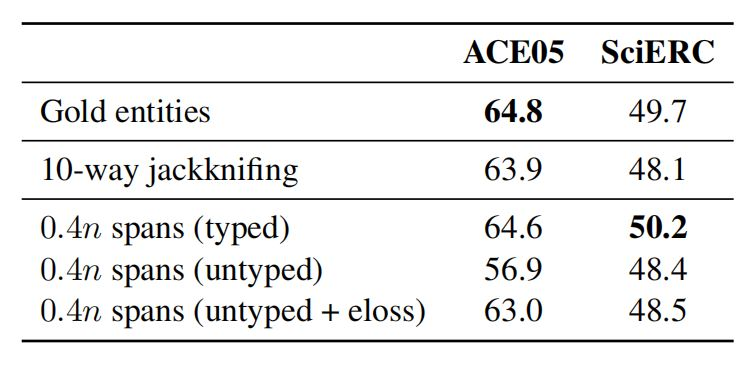 ACE05 SciERC
Gold entities 64.8 49.7
10-way jackknifing 63.9 48.1
0.4n spans (typed) 64.6 50.2
0.4n spans (untyped) 56.9 48.4
0.4n spans (untyped + eloss) 63.0 48.5